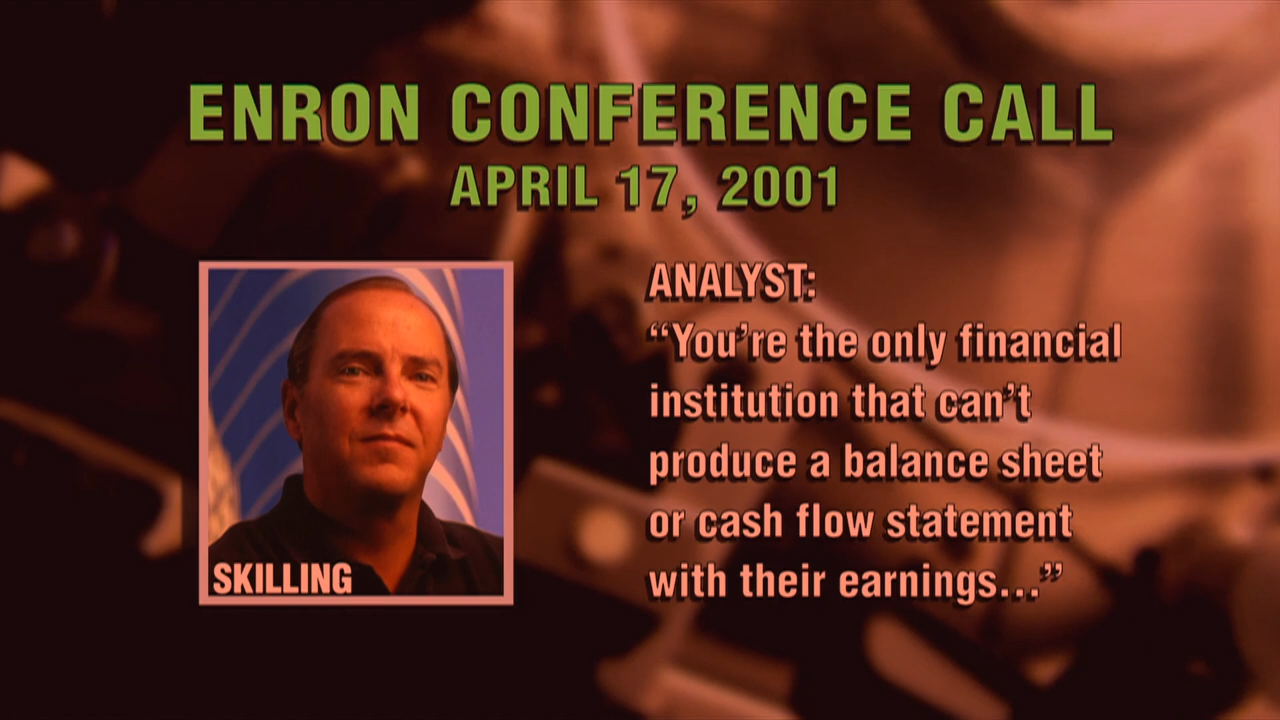 ENRON CONFERENCE CALL
APRIL 17, 2001
SKILLING
ANALYST:
“You’re the only financial
institution that can’t
produce a balance sheet
or cash flow statement
with their earnings...”